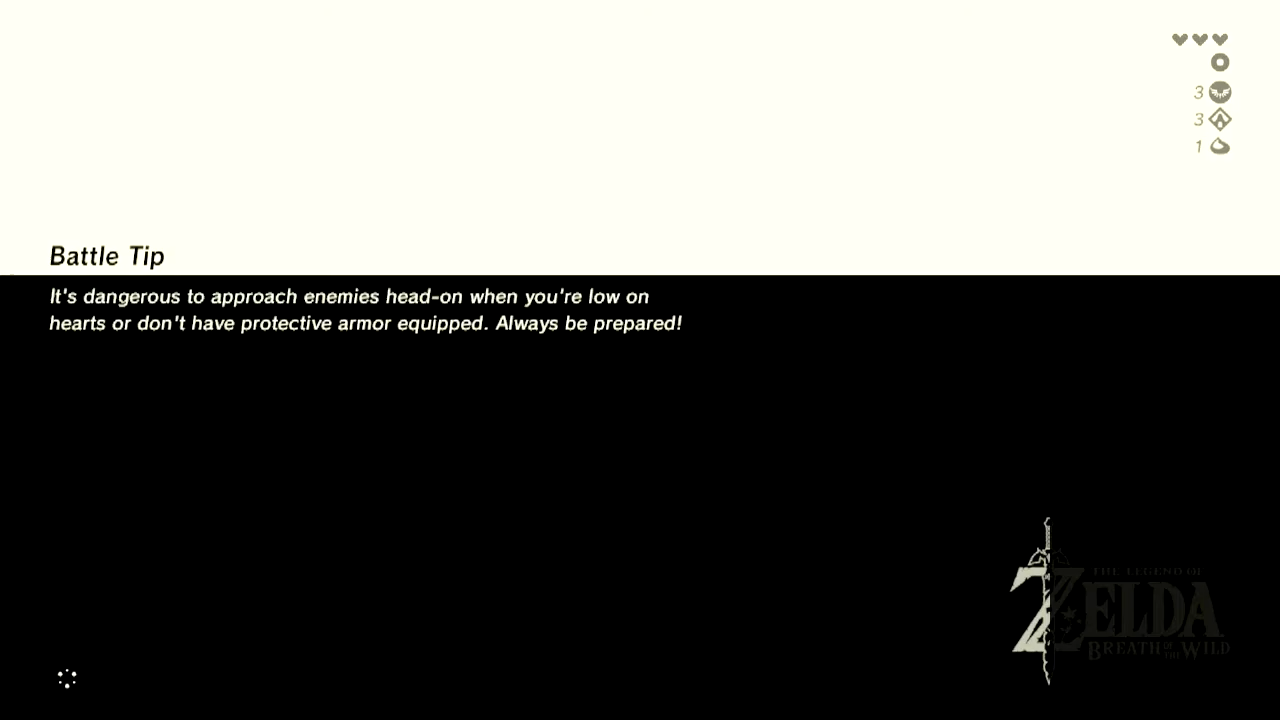 3
3
1
Battle Tip
It's dangerous to approach enemies head-on when you're low on
hearts or don't have protective armor equipped. Always be prepared!
THE LEGEND OF
ZELDA
BREATH OF THE WILD